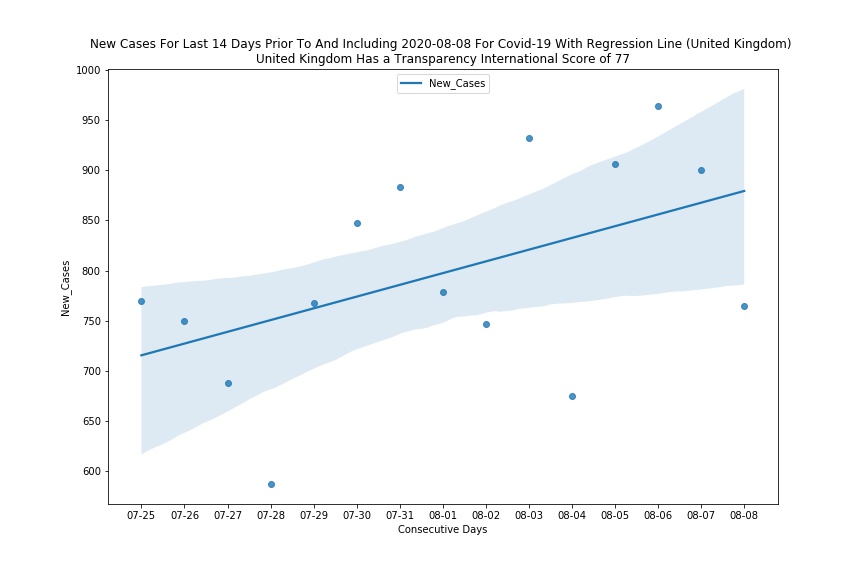 New Cases For Last 14 Days Prior To And Including 2020-08-08 For Covid-19 With Regression Line (United Kingdom)
United Kingdom Has a Transparency International Score of 77
New_Cases
1000
950
900
850
800
750
700
650
600
New_Cases
07-25 07-26 07-27 07-28 07-29 07-30 07-31 08-01 08-02 08-03 08-04 08-05 08-06 08-07 08-08
Consecutive Days